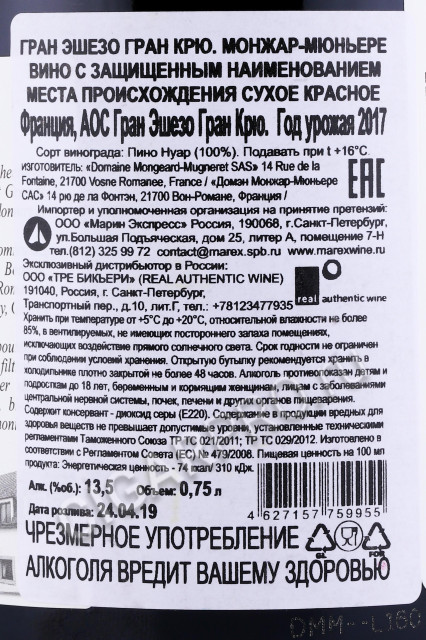 ГРАН ЭШЕЗО ГРАН КРЮ. МОНЖАР-МЮНЬЕРЕ
ВИНО С ЗАЩИЩЕННЫМ НАИМЕНОВАНИЕМ
МЕСТА ПРОИСХОЖДЕНИЯ СУХОЕ КРАСНОЕ
Франция, АОС Гран Эшезо Гран Крю. Год урожая 2017
Сорт винограда: Пино Нуар (100%). Подавать при t +16°C.
ИЗГОТОВИТЕЛЬ: «Domaine Mongeard-Mugneret SAS» 14 Rue de la
Fontaine, 21700 Vosne Romanee, France / «Домэн Монжар-Мюньере
САС» 14 рю де ла Фонтэн, 21700 Вон-Романе, Франция /
EAC
Импортер и уполномоченная организация на принятие претензий:
ООО «Марин Экспресс» Россия, 190068, г.Санкт-Петербург,
ул.Большая Подъяческая, дом 25, литер А, помещение 7-Н
тел.(812) 325 99 72 contact@marex.spb.ru www.marexwine.ru
Эксклюзивный дистрибьютор в России:
ООО «ТРЕ БИКЬЕРИ» (REAL AUTHENTIC WINE)
191040, Россия, г. Санкт-Петербург,
Транспортный пер., д.10, лит.Г, тел.: +78123477935
real authentic wine
Хранить при температуре от +5°C до +20°C, относительной влажности не более
85%, в вентилируемых, не имеющих постороннего запаха помещениях,
исключающих воздействие прямого солнечного света. Срок годности не ограничен
при соблюдении условий хранения. Открытую бутылку рекомендуется хранить в
холодильнике плотно закрытой не более 48 часов. Алкоголь противопоказан детям и
подросткам до 18 лет, беременным и кормящим женщинам, лицам с заболеваниями
центральной нервной системы, почек, печени и других органов пищеварения.
Содержит консервант - диоксид серы (E220). Содержание в продукции вредных для
здоровья веществ не превышает допустимые уровни, установленные техническими
регламентами Таможенного Союза ТР ТС 021/2011; ТР ТС 029/2012. Изготовлено в
соответствии с Регламентом Совета (ЕС) № 479/2008. Пищевая ценность на 100 мл
продукта: Энергетическая ценность - 74 ккал/ 310 кДж.
Алк. (%об.): 13,5 Объем: 0,75 л
Дата розлива: 24.04.19
4 627157 759955
ЧРЕЗМЕРНОЕ УПОТРЕБЛЕНИЕ
АЛКОГОЛЯ ВРЕДИТ ВАШЕМУ ЗДОРОВЬЮ
GL
FOR